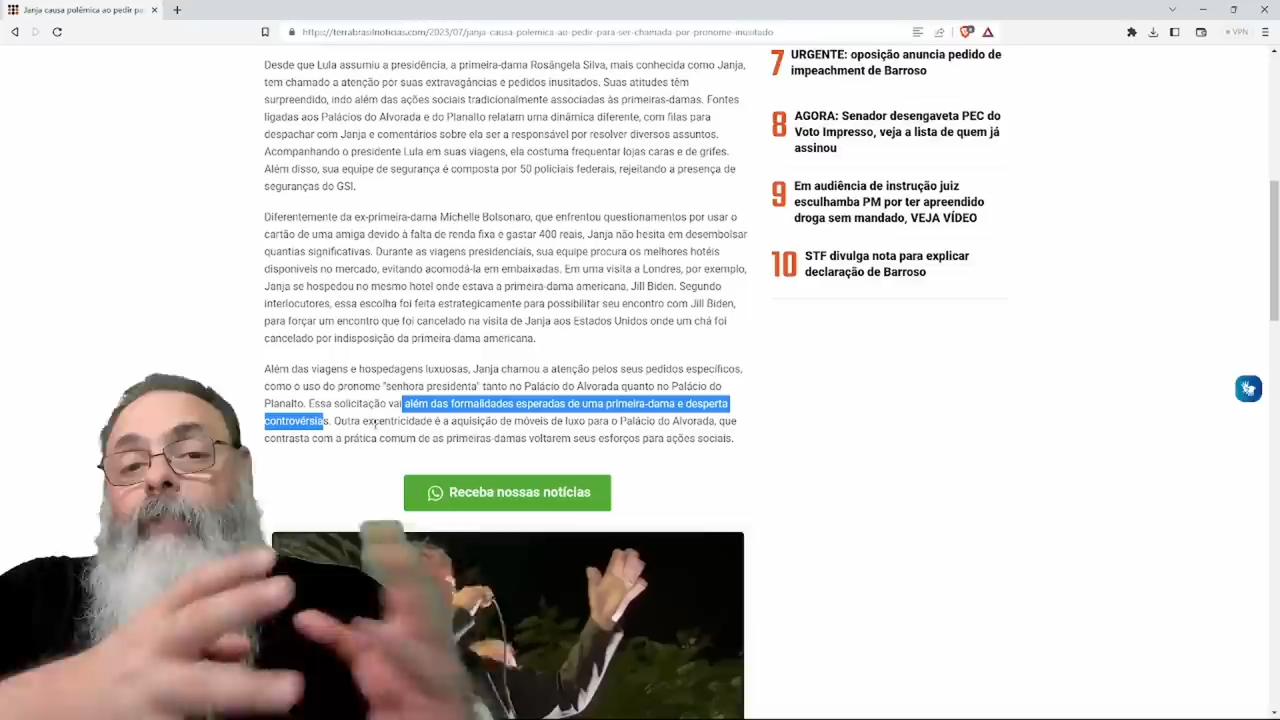 Janja causa polêmica ao pedir pa
https://terrabrasilnoticias.com/2023/07/janja-causa-polemica-ao-pedir-para-ser-chamada-por-pronome-inusitado
VPN
Desde que Lula assumiu a presidência, a primeira-dama Rosângela Silva, mais conhecida como Janja,
tem chamado a atenção por suas extravagâncias e pedidos inusitados. Suas atitudes têm
surpreendido, indo além das ações sociais tradicionalmente associadas às primeiras-damas. Fontes
ligadas aos Palácios do Alvorada e do Planalto relatam uma dinâmica diferente, com filas para
despachar com Janja e comentários sobre ela ser a responsável por resolver diversos assuntos.
Acompanhando o presidente Lula em suas viagens, ela costuma frequentar lojas caras e de grifes.
Além disso, sua equipe de segurança é composta por 50 policiais federais, rejeitando a presença de
seguranças do GSI.
Diferentemente da ex-primeira-dama Michelle Bolsonaro, que enfrentou questionamentos por usar o
cartão de uma amiga devido à falta de renda fixa e gastar 400 reais, Janja não hesita em desembolsar
quantias significativas. Durante as viagens presidenciais, sua equipe procura os melhores hotéis
disponíveis no mercado, evitando acomodá-la em embaixadas. Em uma visita a Londres, por exemplo,
Janja se hospedou no mesmo hotel onde estava a primeira-dama americana, Jill Biden. Segundo
interlocutores, essa escolha foi feita estrategicamente para possibilitar seu encontro com Jill Biden,
para forçar um encontro que foi cancelado na visita de Janja aos Estados Unidos onde um chá foi
cancelado por indisposição da primeira-dama americana.
Além das viagens e hospedagens luxuosas, Janja chamou a atenção pelos seus pedidos específicos,
como o uso do pronome "senhora presidenta" tanto no Palácio do Alvorada quanto no Palácio do
Planalto. Essa solicitação vai além das formalidades esperadas de uma primeira-dama e desperta
controvérsias. Outra excentricidade é a aquisição de móveis de luxo para o Palácio do Alvorada, que
contrasta com a prática comum de as primeiras-damas voltarem seus esforços para ações sociais.
Receba nossas notícias
7 URGENTE: oposição anuncia pedido de
impeachment de Barroso
8 AGORA: Senador desengaveta PEC do
Voto Impresso, veja a lista de quem já
assinou
9 Em audiência de instrução juiz
esculhamba PM por ter apreendido
droga sem mandado, VEJA VÍDEO
10 STF divulga nota para explicar
declaração de Barroso